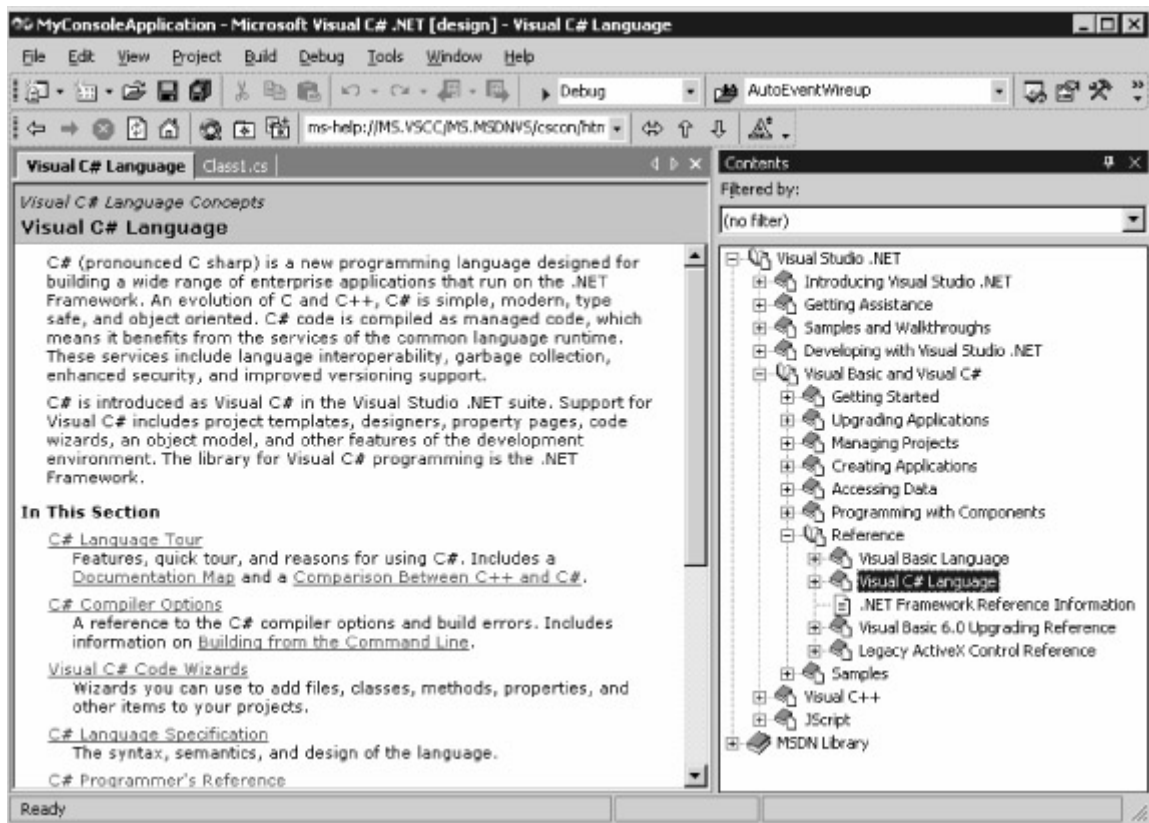 MyConsoleApplication - Microsoft Visual C# .NET [design] - Visual C# Language
File Edit View Project Build Debug Tools Window Help
Debug AutoEventWireup
ms-help://MS.VSCC/MS.MSDNVS/cscon/htm
Visual C# Language Class1.cs
Visual C# Language Concepts
Visual C# Language
C# (pronounced C sharp) is a new programming language designed for
building a wide range of enterprise applications that run on the .NET
Framework. An evolution of C and C++, C# is simple, modern, type
safe, and object oriented. C# code is compiled as managed code, which
means it benefits from the services of the common language runtime.
These services include language interoperability, garbage collection,
enhanced security, and improved versioning support.
C# is introduced as Visual C# in the Visual Studio .NET suite. Support for
Visual C# includes project templates, designers, property pages, code
wizards, an object model, and other features of the development
environment. The library for Visual C# programming is the .NET
Framework.
In This Section
C# Language Tour
Features, quick tour, and reasons for using C#. Includes a
Documentation Map and a Comparison Between C++ and C#.
C# Compiler Options
A reference to the C# compiler options and build errors. Includes
information on Building from the Command Line.
Visual C# Code Wizards
Wizards you can use to add files, classes, methods, properties, and
other items to your projects.
C# Language Specification
The syntax, semantics, and design of the language.
C# Programmer's Reference
Contents
Filtered by:
(no filter)
Visual Studio .NET
Introducing Visual Studio .NET
Getting Assistance
Samples and Walkthroughs
Developing with Visual Studio .NET
Visual Basic and Visual C#
Getting Started
Upgrading Applications
Managing Projects
Creating Applications
Accessing Data
Programming with Components
Reference
Visual Basic Language
Visual C# Language
.NET Framework Reference Information
Visual Basic 6.0 Upgrading Reference
Legacy ActiveX Control Reference
Samples
Visual C++
JScript
MSDN Library
Ready